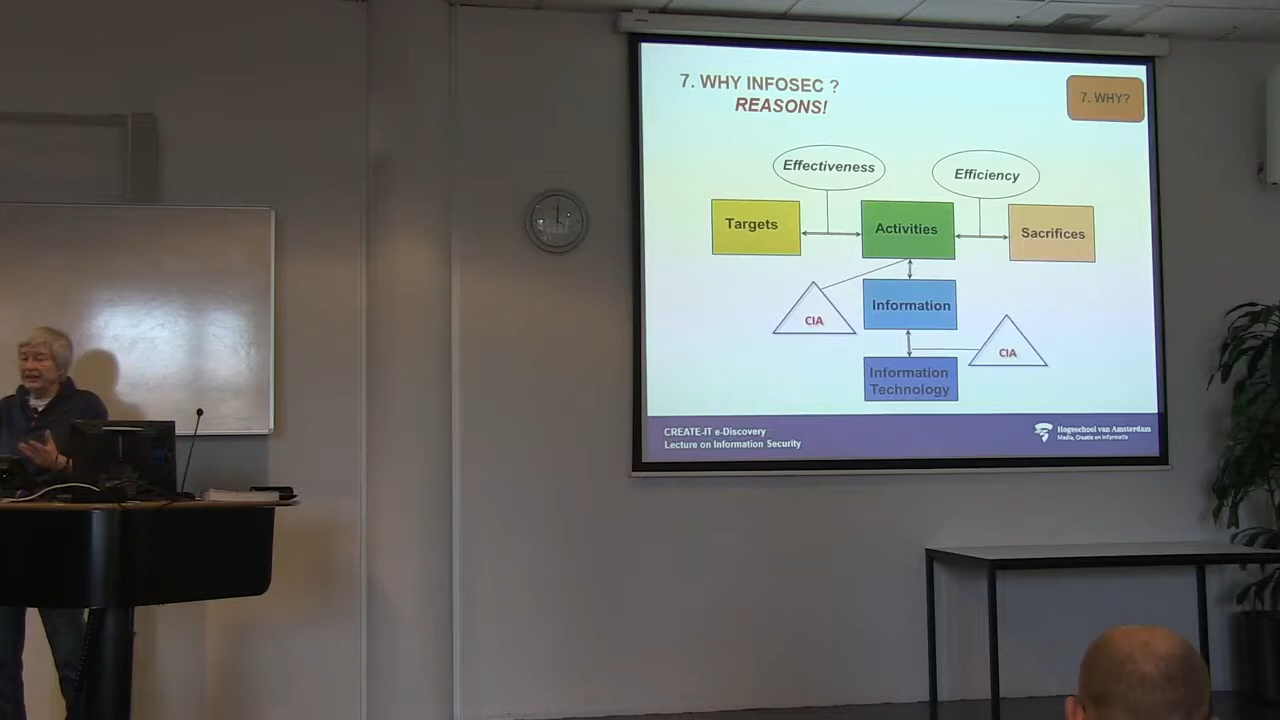 7. WHY INFOSEC ?
REASONS!
7. WHY?
Effectiveness
Efficiency
Targets
Activities
Sacrifices
Information
CIA
CIA
Information
Technology
CREATE-IT e-Discovery
Lecture on Information Security
Hogeschool van Amsterdam
Media, Creatie en Informatie